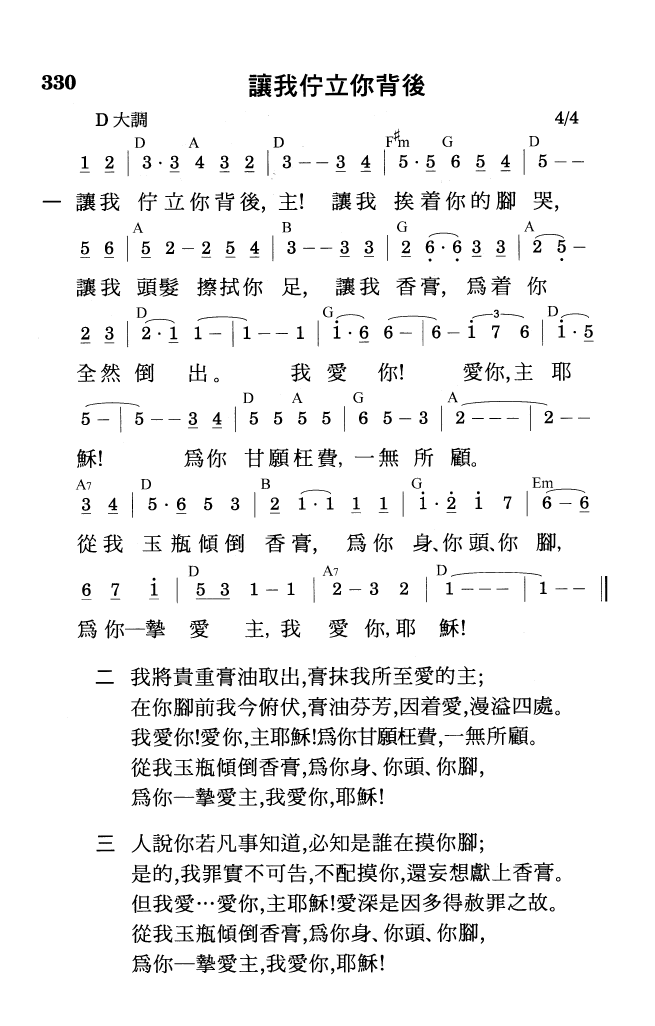 330 讓我佇立你背後
D 大調 4/4
D A D F♯m G D
1 2 | 3 · 3 4 3 2 | 3 - - 3 4 | 5 · 5 6 5 4 | 5 - -
一 讓我 佇立你背後, 主! 讓我 挨着你的腳 哭,
A B G A
5 6 | 5 2 - 2 5 4 | 3 - - 3 3 | 2 6 · 6 3 3 | 2 5 -
讓我 頭髮 擦拭你 足, 讓我 香膏, 爲着 你
D G 3 D
2 3 | 2 · 1 1 - | 1 - - 1 | 1 · 6 6 - | 6 - 1 7 6 | 1 · 5
全然 倒 出。 我 愛 你! 愛你,主 耶
D A G A
5 - | 5 - - 3 4 | 5 5 5 5 | 6 5 - 3 | 2 - - - | 2 - -
穌! 爲你 甘願枉費, 一無 所 顧。
A7 D B G Em
3 4 | 5 · 6 5 3 | 2 1 · 1 1 1 | 1 · 2 1 7 | 6 - 6
從我 玉瓶傾倒 香膏, 爲你 身、你頭、你 腳,
D A7 D
6 7 1 | 5 3 1 - 1 | 2 - 3 2 | 1 - - - | 1 - - ‖
爲你─摯 愛 主, 我 愛 你,耶 穌!
二 我將貴重膏油取出,膏抹我所至愛的主;
在你腳前我今俯伏,膏油芬芳,因着愛,漫溢四處。
我愛你!愛你,主耶穌!爲你甘願枉費,一無所顧。
從我玉瓶傾倒香膏,爲你身、你頭、你腳,
爲你─摯愛主,我愛你,耶穌!
三 人說你若凡事知道,必知是誰在摸你腳;
是的,我罪實不可告,不配摸你,還妄想獻上香膏。
但我愛…愛你,主耶穌!愛深是因多得赦罪之故。
從我玉瓶傾倒香膏,爲你身、你頭、你腳,
爲你─摯愛主,我愛你,耶穌!